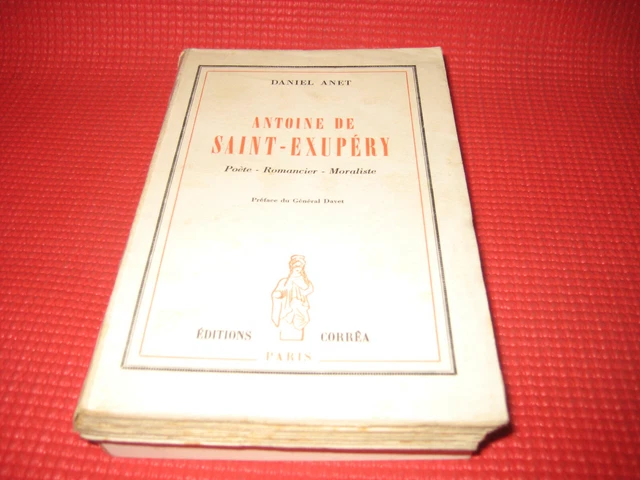 DANIEL ANET
ANTOINE DE
SAINT-EXUPÉRY
Poète - Romancier - Moraliste
Préface du Général Davet
ÉDITIONS CORRÊA
PARIS